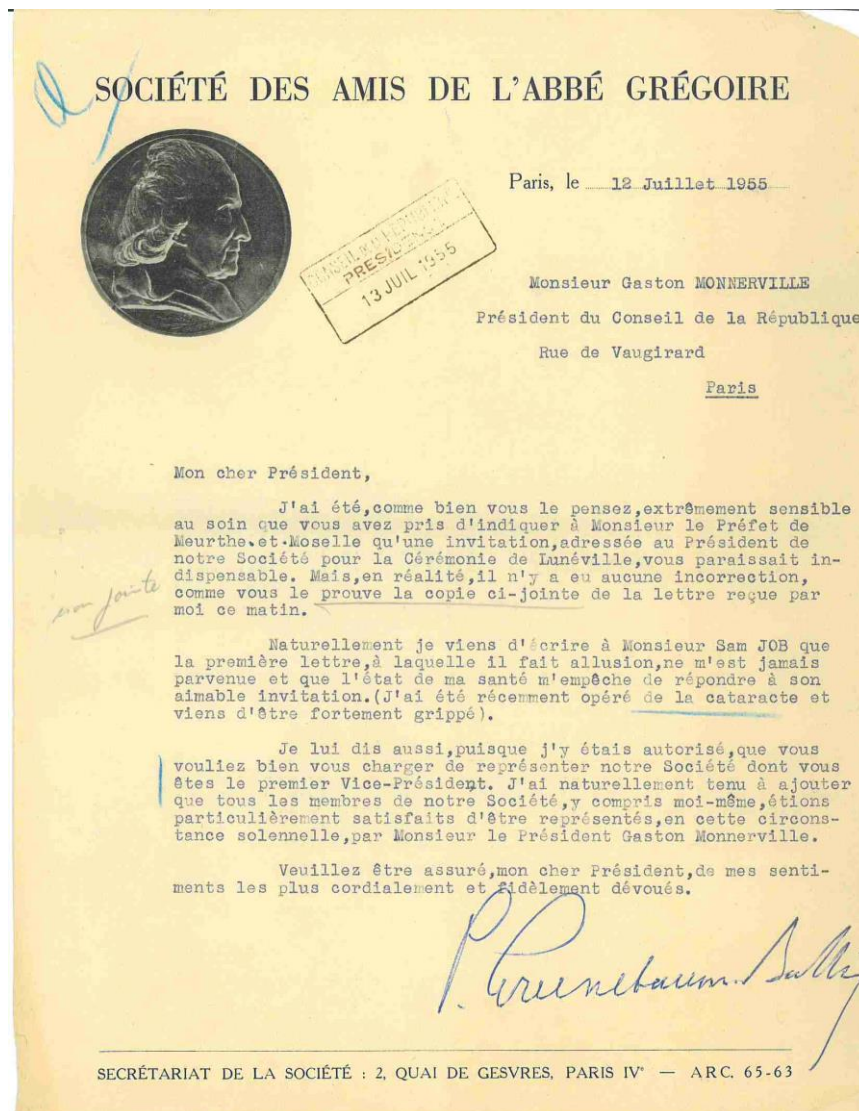 SOCIÉTÉ DES AMIS DE L'ABBÉ GRÉGOIRE
Paris, le 12 Juillet 1955
CONSEIL DE LA RÉPUBLIQUE
PRESIDENCE
13 JUIL 1955
Monsieur Gaston MONNERVILLE
Président du Conseil de la République
Rue de Vaugirard
Paris
Mon cher Président,
J'ai été,comme bien vous le pensez,extrêmement sensible
au soin que vous avez pris d'indiquer à Monsieur le Préfet de
Meurthe.et.Moselle qu'une invitation,adressée au Président de
notre Société pour la Cérémonie de Lunéville,vous paraissait in-
dispensable. Mais,en réalité,il n'y a eu aucune incorrection,
comme vous le prouve la copie ci-jointe de la lettre reçue par
moi ce matin.
non jointe
Naturellement je viens d'écrire à Monsieur Sam JOB que
la première lettre,à laquelle il fait allusion,ne m'est jamais
parvenue et que l'état de ma santé m'empêche de répondre à son
aimable invitation.(J'ai été récemment opéré de la cataracte et
viens d'être fortement grippé).
Je lui dis aussi,puisque j'y étais autorisé,que vous
vouliez bien vous charger de représenter notre Société dont vous
êtes le premier Vice-Président. J'ai naturellement tenu à ajouter
que tous les membres de notre Société,y compris moi-même,étions
particulièrement satisfaits d'être représentés,en cette circons-
tance solennelle,par Monsieur le Président Gaston Monnerville.
Veuillez être assuré,mon cher Président,de mes senti-
ments les plus cordialement et fidèlement dévoués.
P. Grunebaum-Ballin
SECRÉTARIAT DE LA SOCIÉTÉ : 2, QUAI DE GESVRES, PARIS IVe — ARC. 65-63